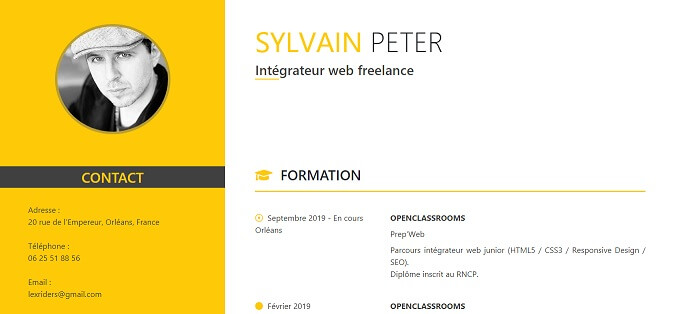 SYLVAIN PETER
Intégrateur web freelance
CONTACT
Adresse :
20 rue de l'Empereur, Orléans, France
Téléphone :
06 25 51 88 56
Email :
lexriders@gmail.com
FORMATION
Septembre 2019 - En cours
Orléans
OPENCLASSROOMS
Prep'Web
Parcours intégrateur web junior (HTML5 / CSS3 / Responsive Design /
SEO).
Diplôme inscrit au RNCP.
Février 2019
OPENCLASSROOMS